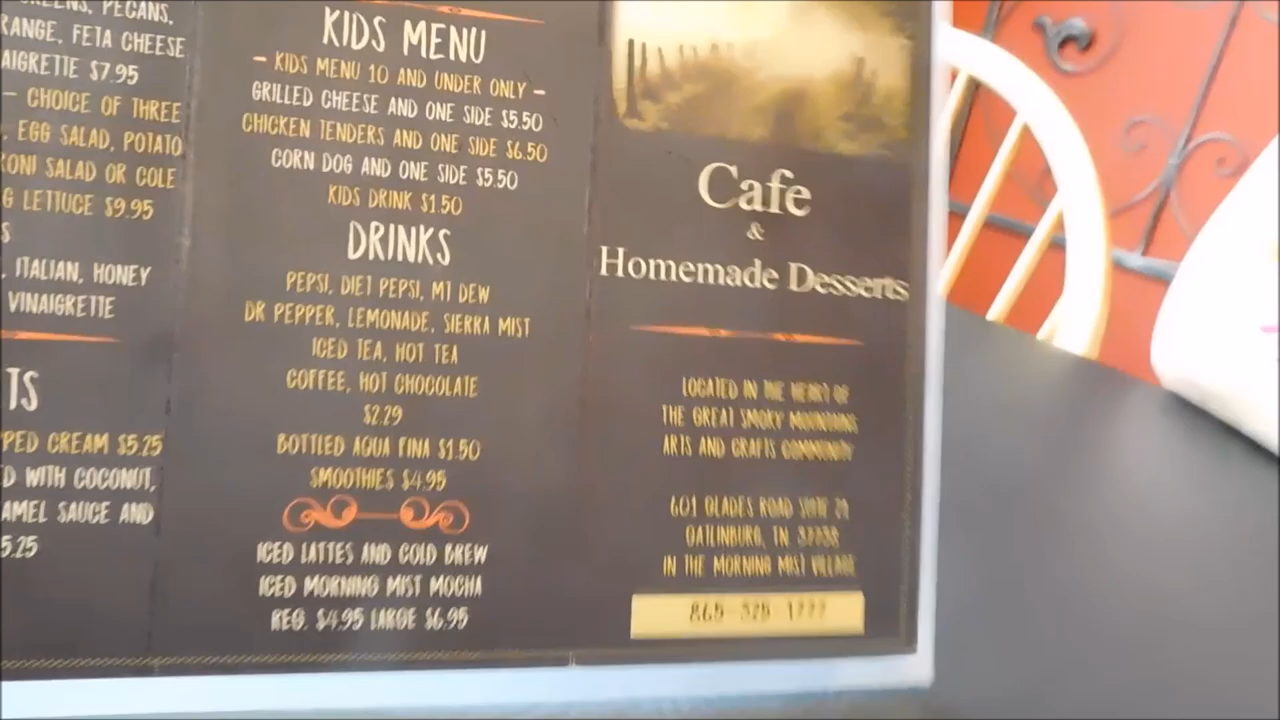 GREENS, PECANS,
RANGE, FETA CHEESE
AIGRETTE $7.95
– CHOICE OF THREE
, EGG SALAD, POTATO
RONI SALAD OR COLE
G LETTUCE $9.95
S
, ITALIAN, HONEY
VINAIGRETTE
TS
PPED CREAM $5.25
D WITH COCONUT,
AMEL SAUCE AND
5.25
KIDS MENU
– KIDS MENU 10 AND UNDER ONLY –
GRILLED CHEESE AND ONE SIDE $5.50
CHICKEN TENDERS AND ONE SIDE $6.50
CORN DOG AND ONE SIDE $5.50
KIDS DRINK $1.50
DRINKS
PEPSI, DIET PEPSI, MT DEW
DR PEPPER, LEMONADE, SIERRA MIST
ICED TEA, HOT TEA
COFFEE, HOT CHOCOLATE
$2.29
BOTTLED AQUA FINA $1.50
SMOOTHIES $4.95
ICED LATTES AND COLD BREW
ICED MORNING MIST MOCHA
REG. $4.95 LARGE $6.95
Cafe
&
Homemade Desserts
LOCATED IN THE HEART OF
THE GREAT SMOKY MOUNTAINS
ARTS AND CRAFTS COMMUNITY
601 GLADES ROAD SUITE
GATLINBURG, TN
IN THE MORNING MIST VILLAGE